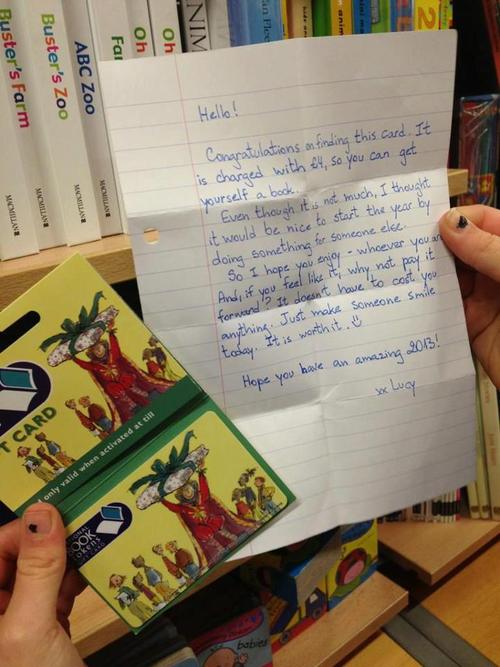 Buster's Farm
MACMILLAN
Buster's Zoo
MACMILLAN
ABC Zoo
MACMILLAN
Oh
Oh
2
Hello!
Congratulations on finding this card. It
is charged with £4, so you can get
yourself a book.
Even though it is not much, I thought
it would be nice to start the year by
doing something for someone else.
So I hope you enjoy - whoever you are
And, if you feel like it, why not pay it
forward? It doesn't have to cost you
anything. Just make someone smile
today. It is worth it.
Hope you have an amazing 2013!
xx Lucy
T CARD
d only valid when activated at till
BOOK
TOKENS
babies